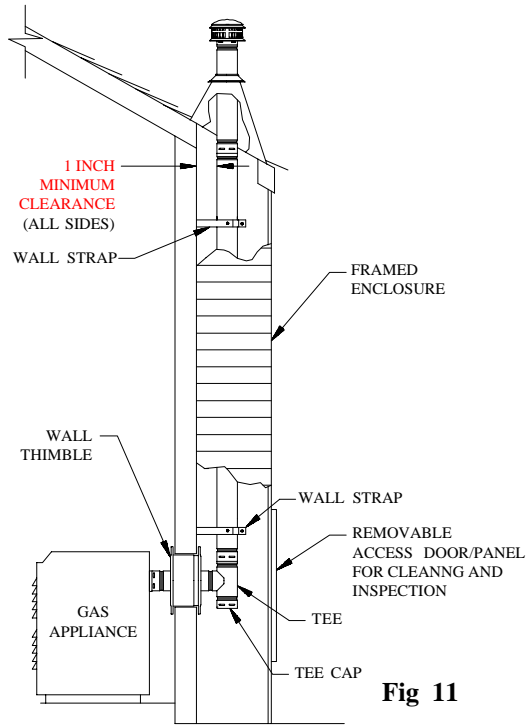 1 INCH
MINIMUM
CLEARANCE
(ALL SIDES)
WALL STRAP
FRAMED
ENCLOSURE
WALL
THIMBLE
WALL STRAP
REMOVABLE
ACCESS DOOR/PANEL
FOR CLEANNG AND
INSPECTION
GAS
APPLIANCE
TEE
TEE CAP
Fig 11